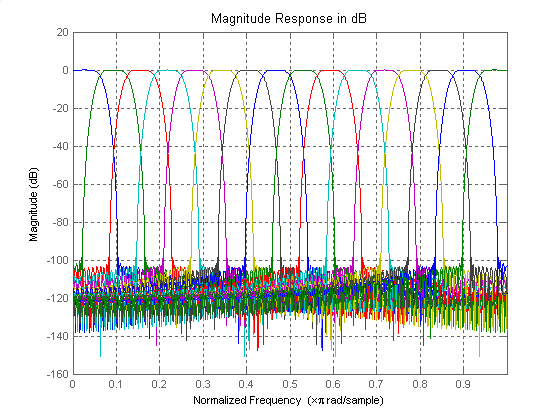 Magnitude Response in dB
20
0
-20
-40
-60
-80
-100
-120
-140
-160
Magnitude (dB)
0 0.1 0.2 0.3 0.4 0.5 0.6 0.7 0.8 0.9
Normalized Frequency (×π rad/sample)